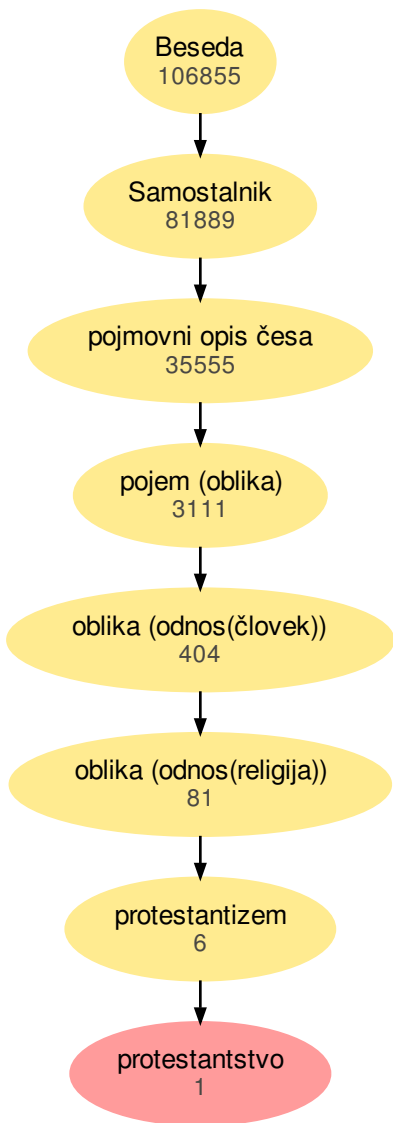 Beseda
106855
Samostalnik
81889
pojmovni opis česa
35555
pojem (oblika)
3111
oblika (odnos(človek))
404
oblika (odnos(religija))
81
protestantizem
6
protestantstvo
1